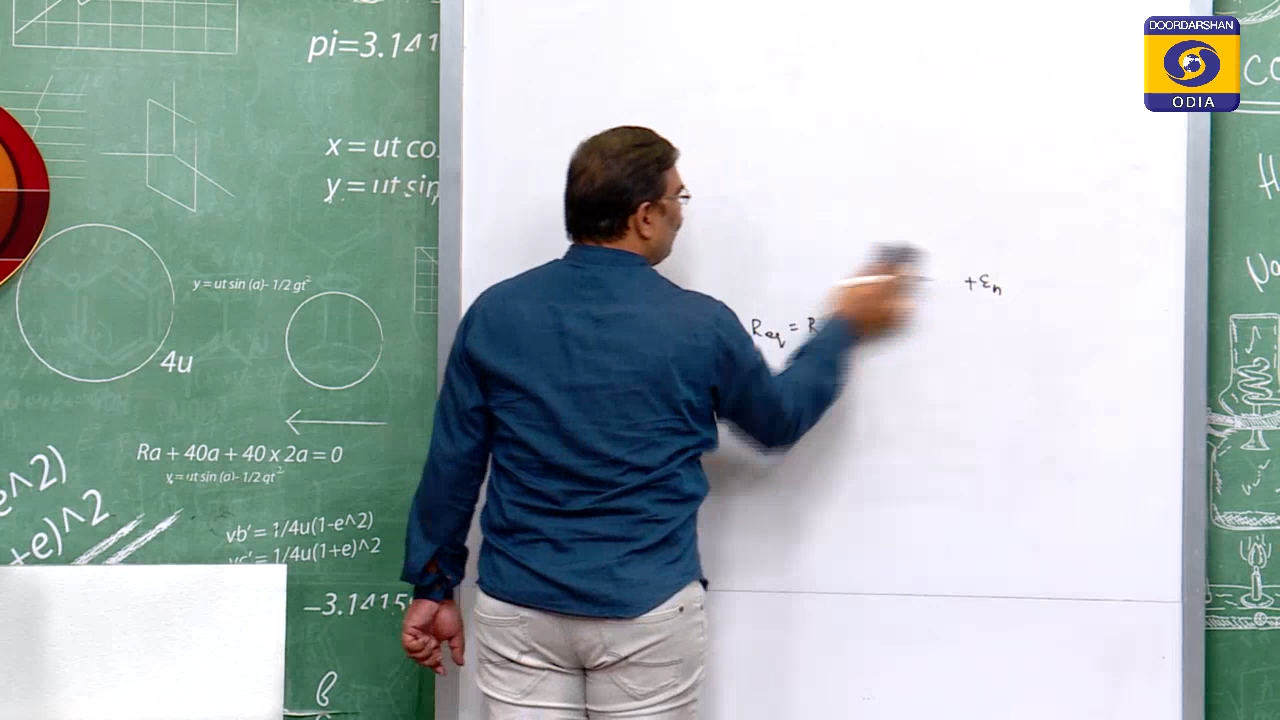 DOORDARSHAN
ODIA
pi=3.141
x = ut co
y = ut sin
y = ut sin (a)- 1/2 gt²
4u
Ra + 40a + 40 x 2a = 0
y = ut sin (a)- 1/2 gt²
e^2)
+e)^2
vb' = 1/4u(1-e^2)
vc' = 1/4u(1+e)^2
–3.1415
+εn
Req = R
CO
H
No